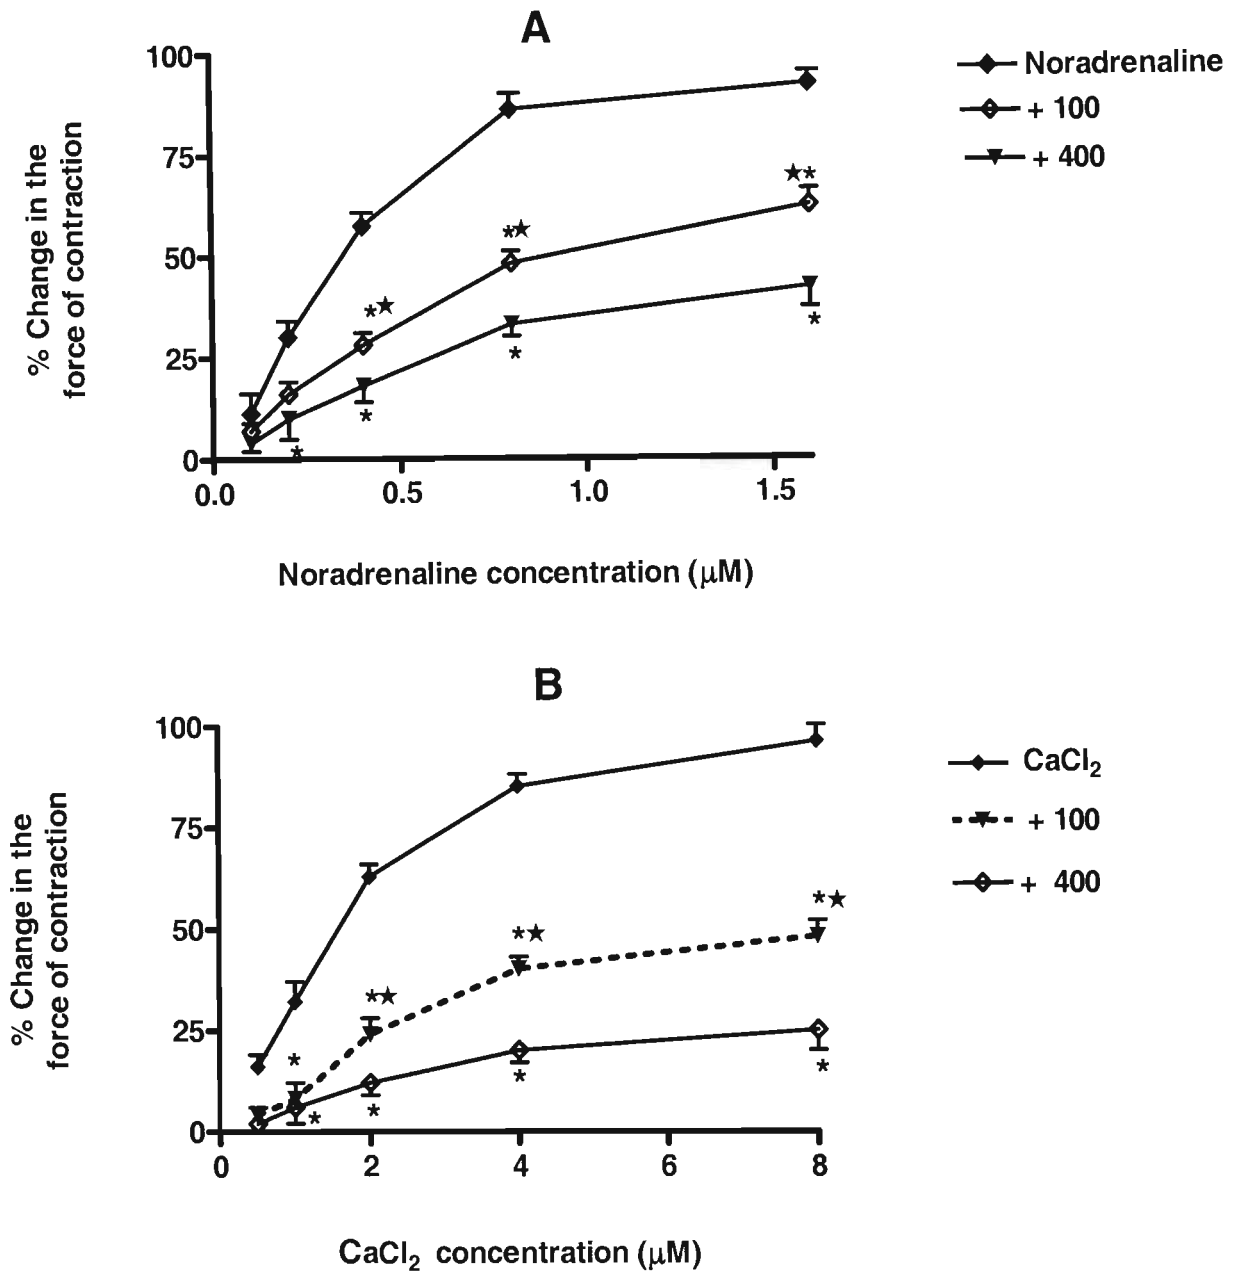 A
100
75
50
25
0
0.0 0.5 1.0 1.5
% Change in the
force of contraction
Noradrenaline concentration (μM)
Noradrenaline
+ 100
+ 400
★*
*★
*★
*
*
*
*
B
100
75
50
25
0
0 2 4 6 8
% Change in the
force of contraction
CaCl₂ concentration (μM)
CaCl₂
+ 100
+ 400
*★
*★
*★
*
*
*
*
*